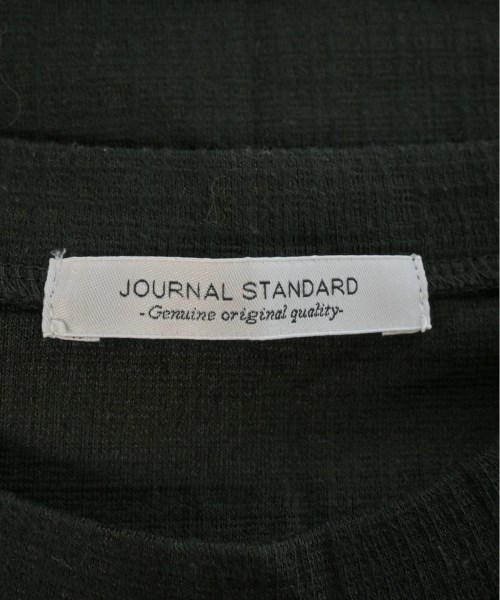 JOURNAL STANDARD
-Genuine original quality-